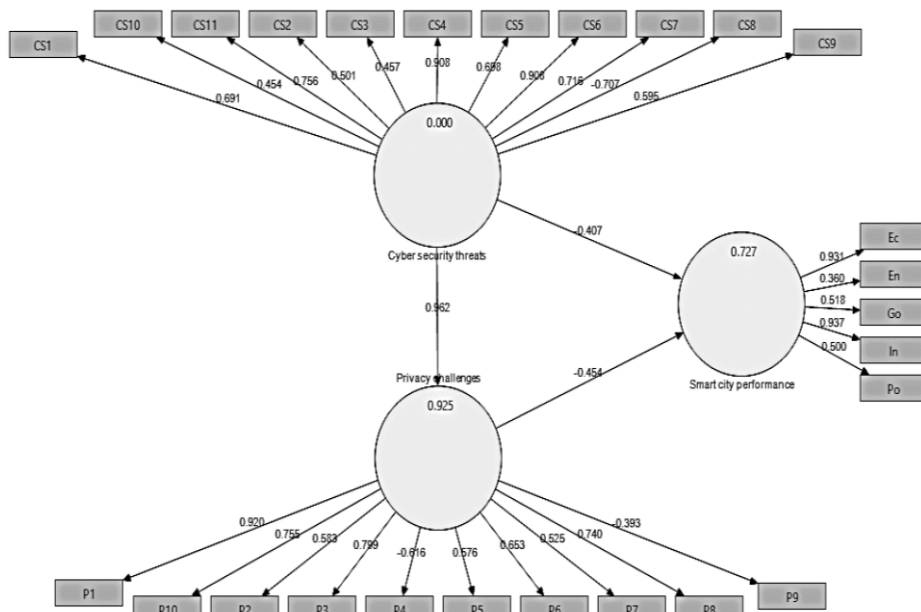 CS10 CS11 CS2 CS3 CS4 CS5 CS6 CS7 CS8
CS1 CS9
0.691 0.454 0.756 0.501 0.457 0.908 0.698 0.906 0.716 -0.707 0.595
0.000
Cyber security threats
-0.407
0.962
0.727
Smart city performance
0.931 Ec
0.360 En
0.518 Go
0.937 In
0.500 Po
-0.454
Privacy challenges
0.925
0.920 0.755 0.583 0.799 -0.616 0.576 0.653 0.525 0.740 -0.393
P1 P9
P10 P2 P3 P4 P5 P6 P7 P8